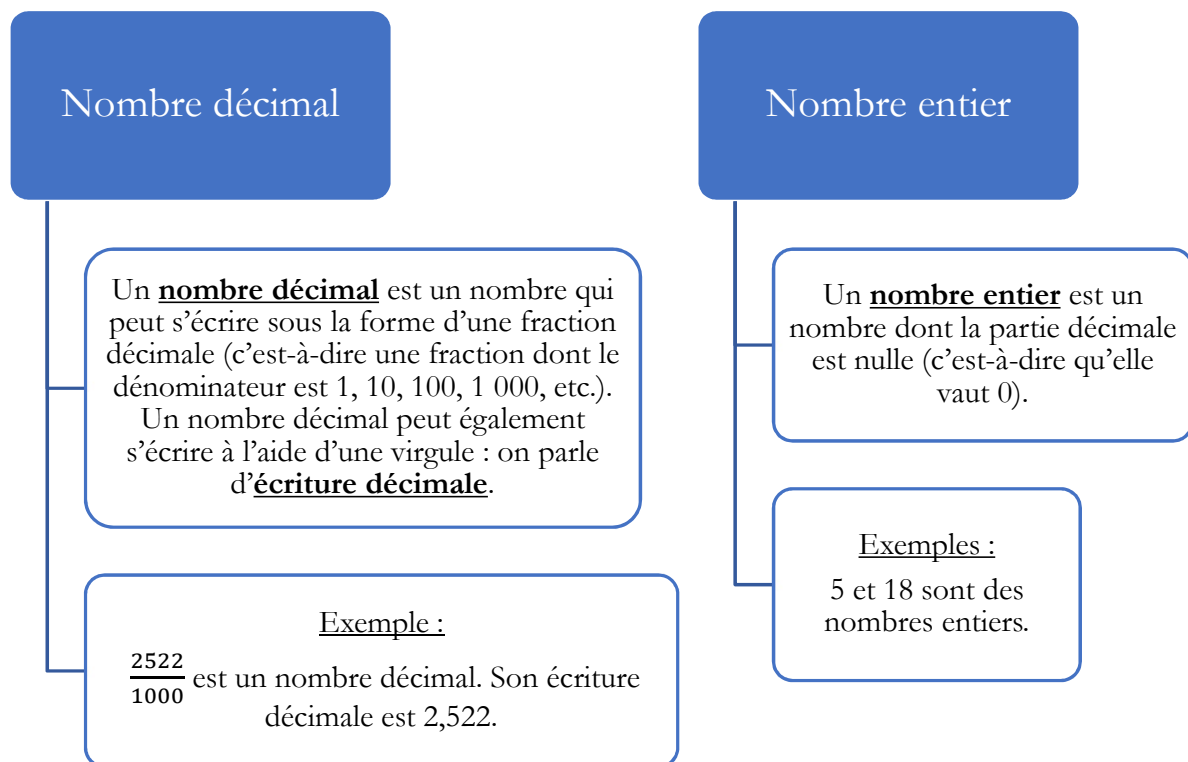 Nombre décimal
Un nombre décimal est un nombre qui
peut s’écrire sous la forme d’une fraction
décimale (c’est-à-dire une fraction dont le
dénominateur est 1, 10, 100, 1 000, etc.).
Un nombre décimal peut également
s’écrire à l’aide d’une virgule : on parle
d’écriture décimale.
Exemple :
2522/1000 est un nombre décimal. Son écriture
décimale est 2,522.
Nombre entier
Un nombre entier est un
nombre dont la partie décimale
est nulle (c’est-à-dire qu’elle
vaut 0).
Exemples :
5 et 18 sont des
nombres entiers.